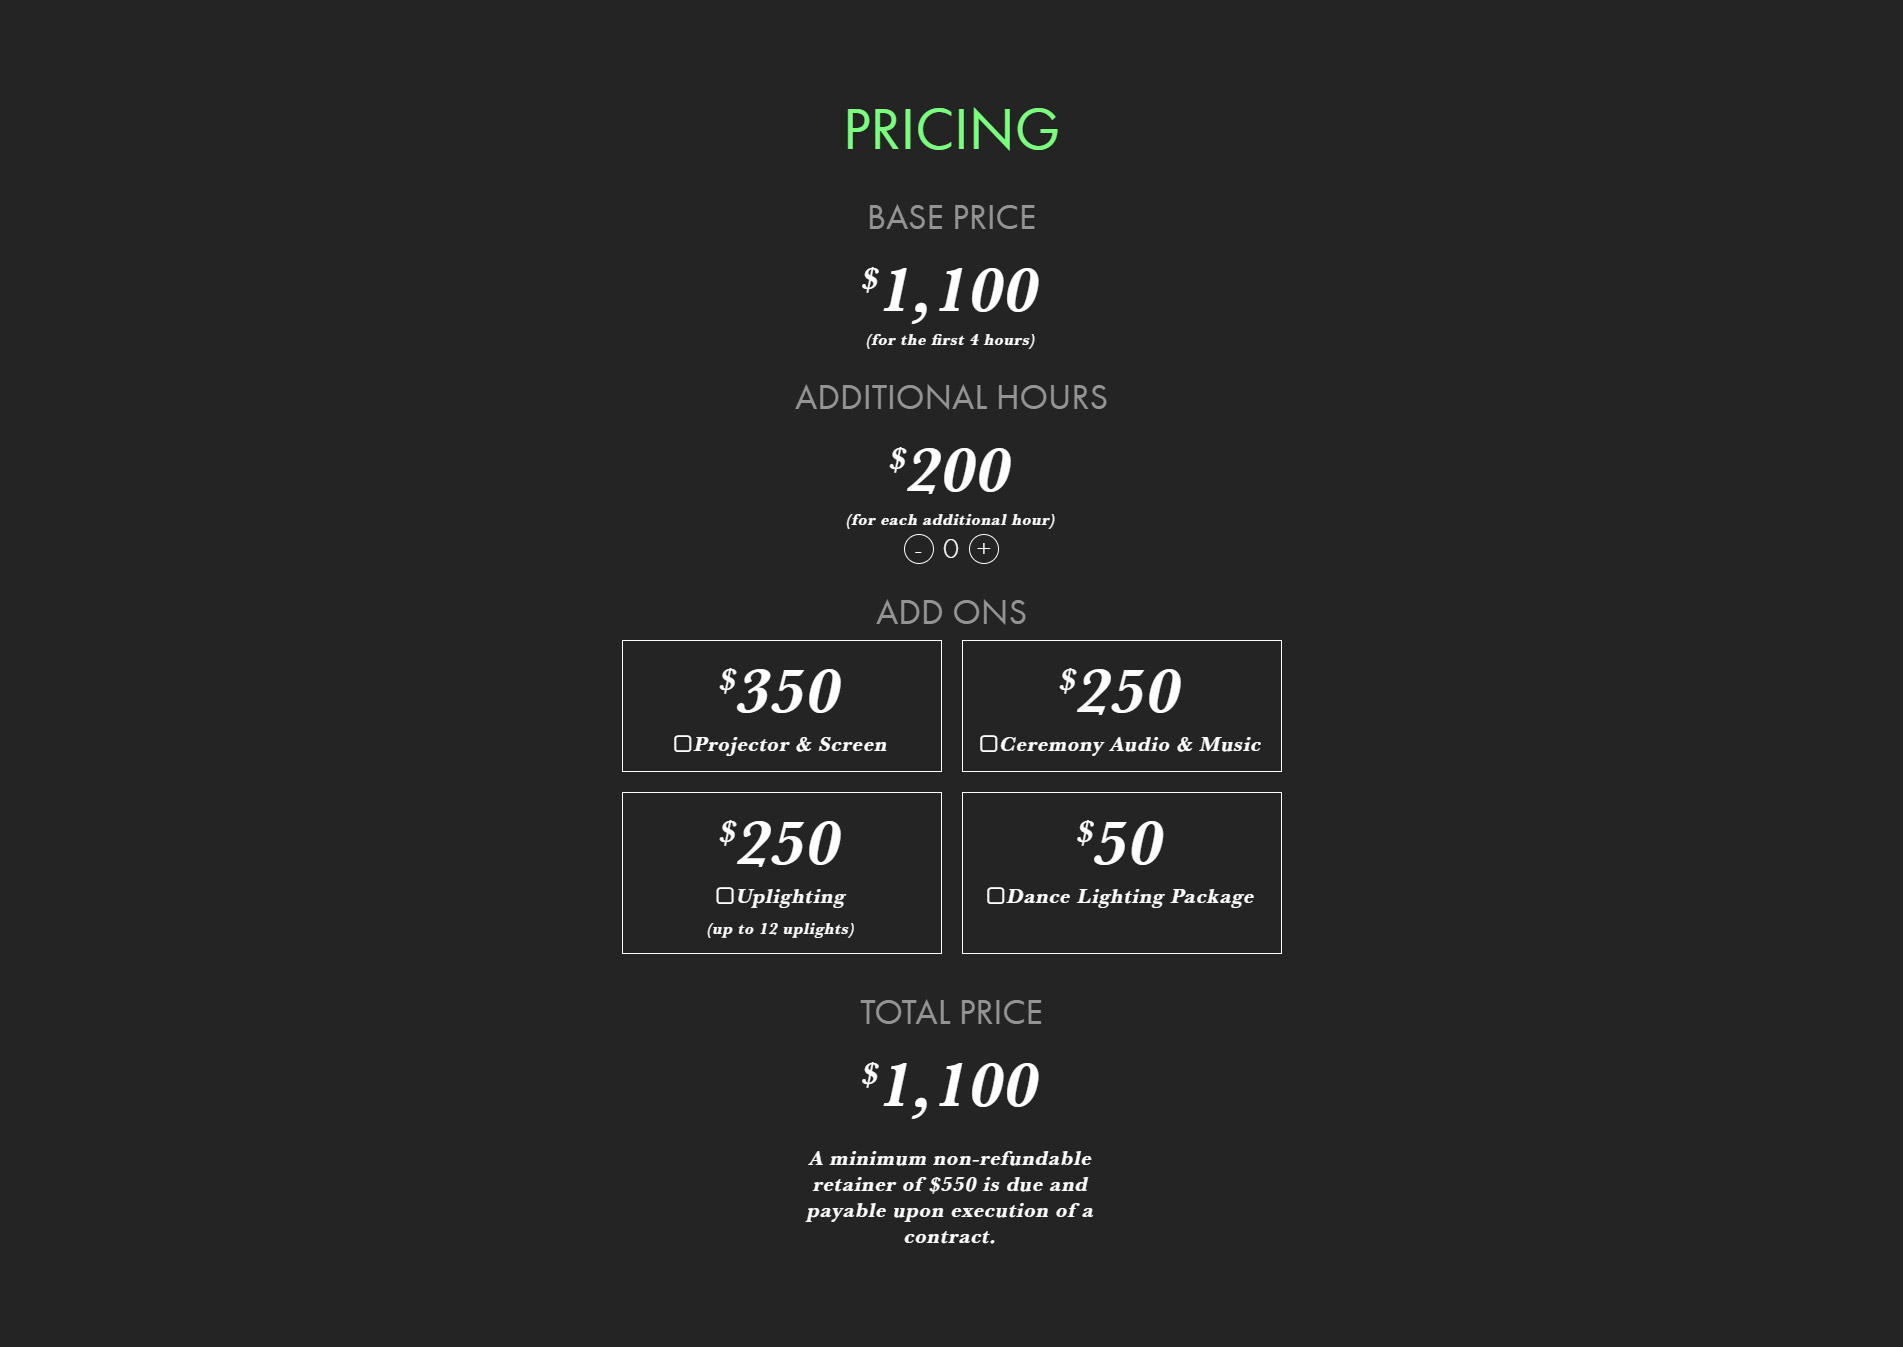 PRICING
BASE PRICE
$1,100
(for the first 4 hours)
ADDITIONAL HOURS
$200
(for each additional hour)
- 0 +
ADD ONS
$350
Projector & Screen
$250
Ceremony Audio & Music
$250
Uplighting
(up to 12 uplights)
$50
Dance Lighting Package
TOTAL PRICE
$1,100
A minimum non-refundable
retainer of $550 is due and
payable upon execution of a
contract.